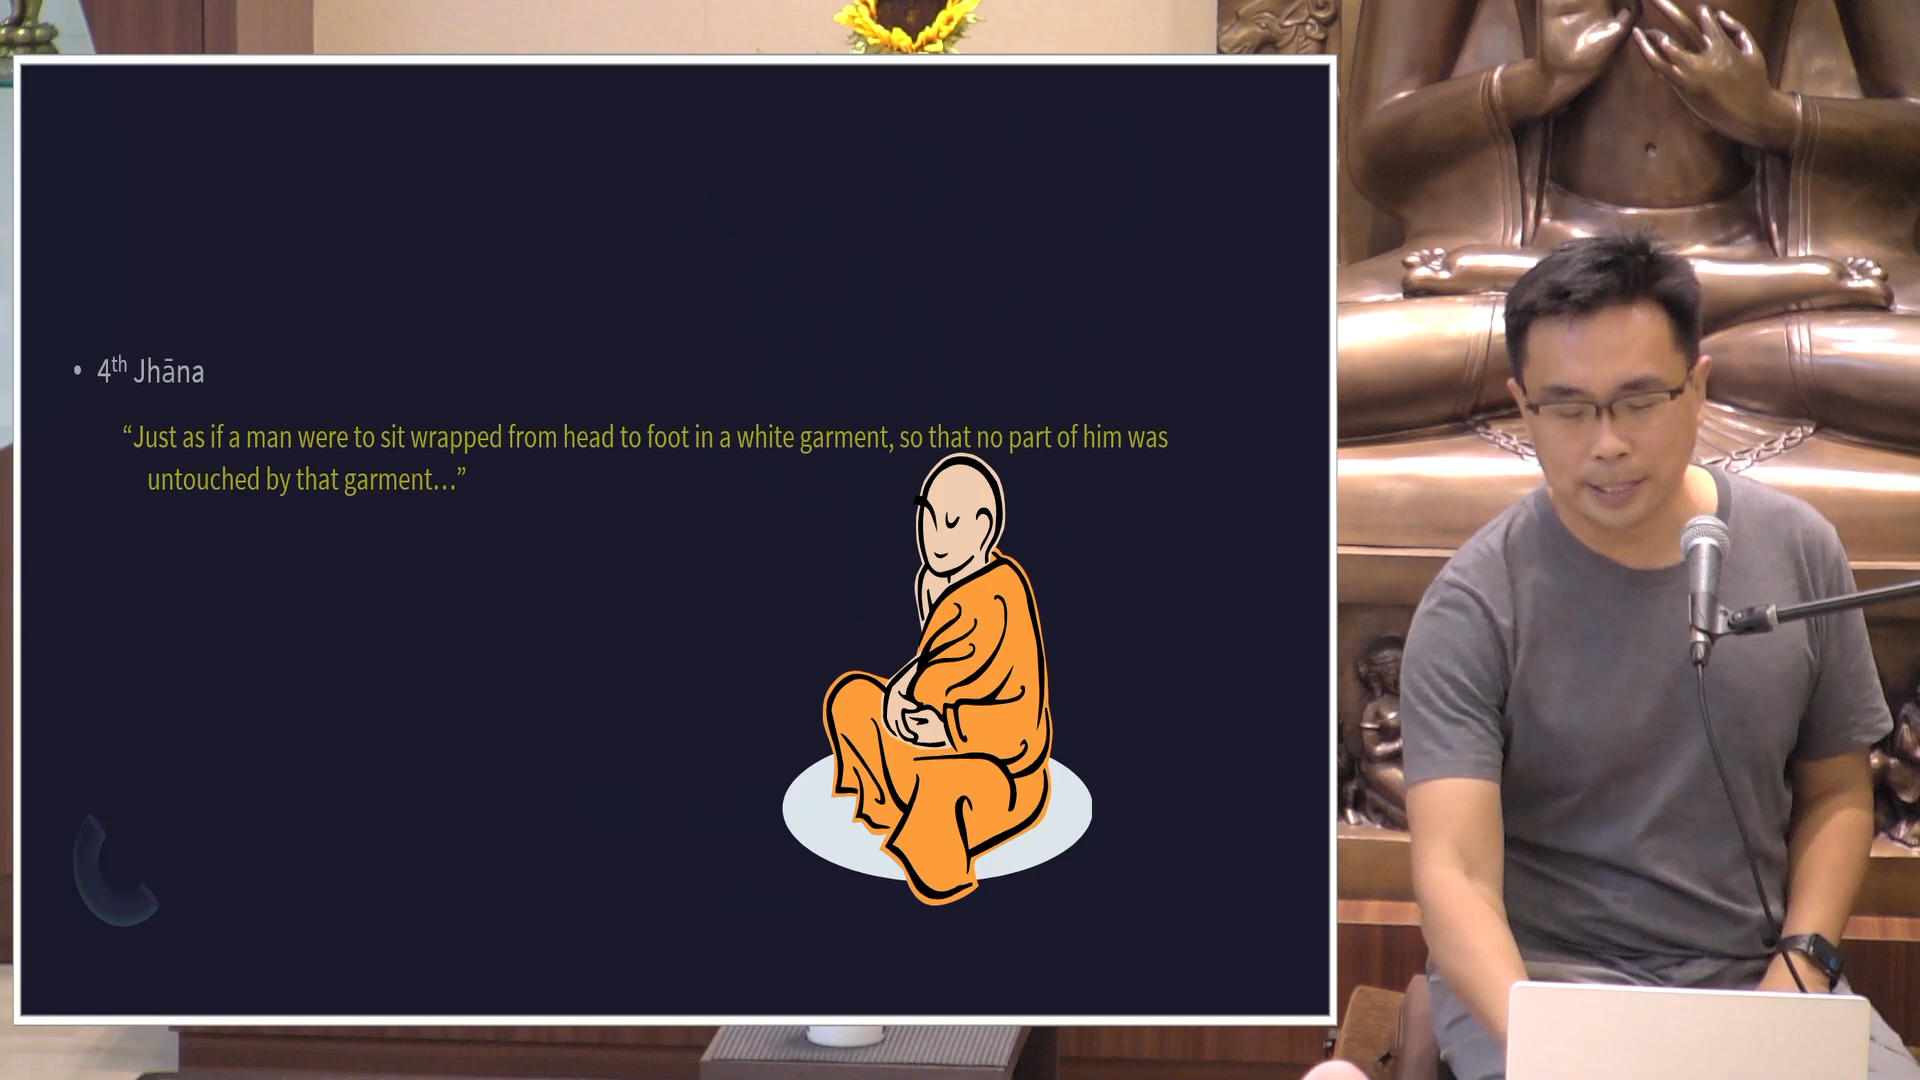 • 4th Jhāna
“Just as if a man were to sit wrapped from head to foot in a white garment, so that no part of him was
untouched by that garment…”